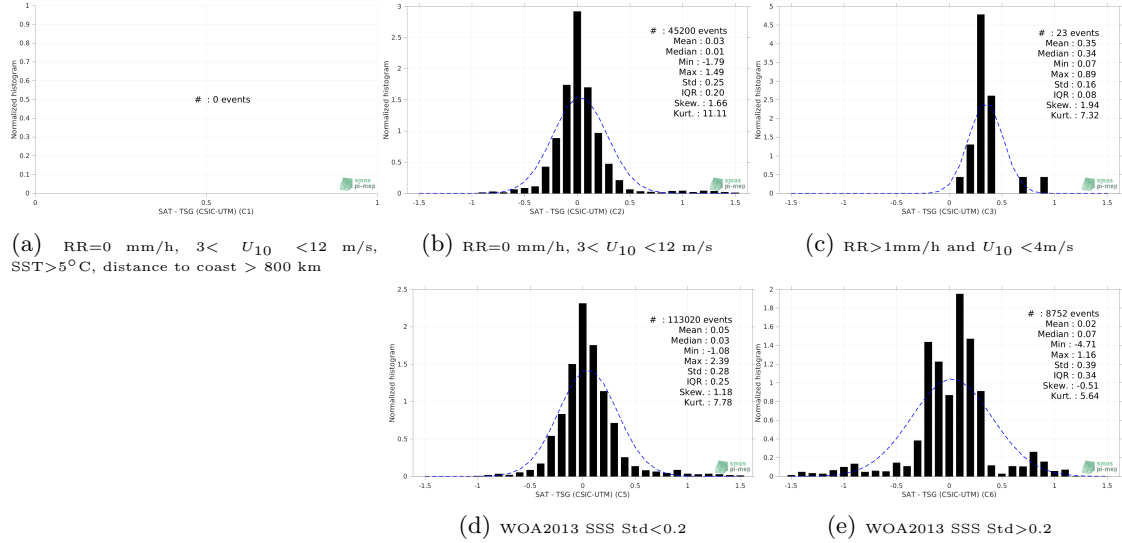 1
0.9
0.8
0.7
0.6
0.5
0.4
0.3
0.2
0.1
0
Normalized histogram
# : 0 events
smos
pi-mep
0 0.5 1
SAT - TSG (CSIC-UTM) (C1)
(a) RR=0 mm/h, 3< U10 <12 m/s,
SST>5°C, distance to coast > 800 km
3
2.5
2
1.5
1
0.5
0
Normalized histogram
# : 45200 events
Mean : 0.03
Median : 0.01
Min : -1.79
Max : 1.49
Std : 0.25
IQR : 0.20
Skew. : 1.66
Kurt. : 11.11
smos
pi-mep
-1.5 -1 -0.5 0 0.5 1 1.5
SAT - TSG (CSIC-UTM) (C2)
(b) RR=0 mm/h, 3< U10 <12 m/s
5
4.5
4
3.5
3
2.5
2
1.5
1
0.5
0
Normalized histogram
# : 23 events
Mean : 0.35
Median : 0.34
Min : 0.07
Max : 0.89
Std : 0.16
IQR : 0.08
Skew. : 1.94
Kurt. : 7.32
smos
pi-mep
-1.5 -1 -0.5 0 0.5 1 1.5
SAT - TSG (CSIC-UTM) (C3)
(c) RR>1mm/h and U10 <4m/s
2.5
2
1.5
1
0.5
0
Normalized histogram
# : 113020 events
Mean : 0.05
Median : 0.03
Min : -1.08
Max : 2.39
Std : 0.28
IQR : 0.25
Skew. : 1.18
Kurt. : 7.78
smos
pi-mep
-1.5 -1 -0.5 0 0.5 1 1.5
SAT - TSG (CSIC-UTM) (C5)
(d) WOA2013 SSS Std<0.2
2
1.8
1.6
1.4
1.2
1
0.8
0.6
0.4
0.2
0
Normalized histogram
# : 8752 events
Mean : 0.02
Median : 0.07
Min : -4.71
Max : 1.16
Std : 0.39
IQR : 0.34
Skew. : -0.51
Kurt. : 5.64
smos
pi-mep
-1.5 -1 -0.5 0 0.5 1 1.5
SAT - TSG (CSIC-UTM) (C6)
(e) WOA2013 SSS Std>0.2